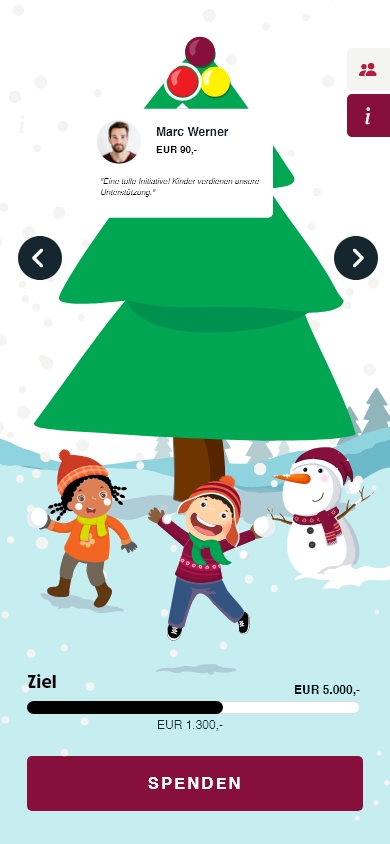 i
i
Marc Werner
EUR 90,-
"Eine tolle Initiative! Kinder verdienen unsere
Unterstützung."
Ziel
EUR 5.000,-
EUR 1.300,-
SPENDEN